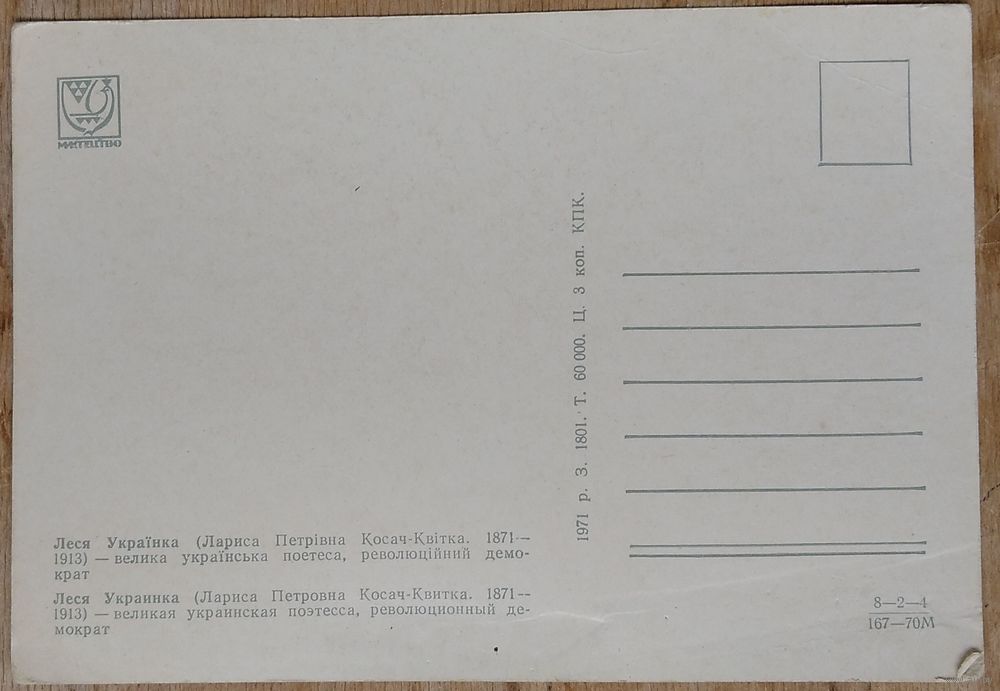 МИСТЕЦТВО
Леся Українка (Лариса Петрівна Косач-Квітка. 1871—
1913) — велика українська поетеса, революційний демо-
крат
Леся Украинка (Лариса Петровна Косач-Квитка. 1871—
1913) — великая украинская поэтесса, революционный де-
мократ
1971 р. З. 1801. Т. 60 000. Ц. 3 коп. КПК.
8—2—4
167—70М